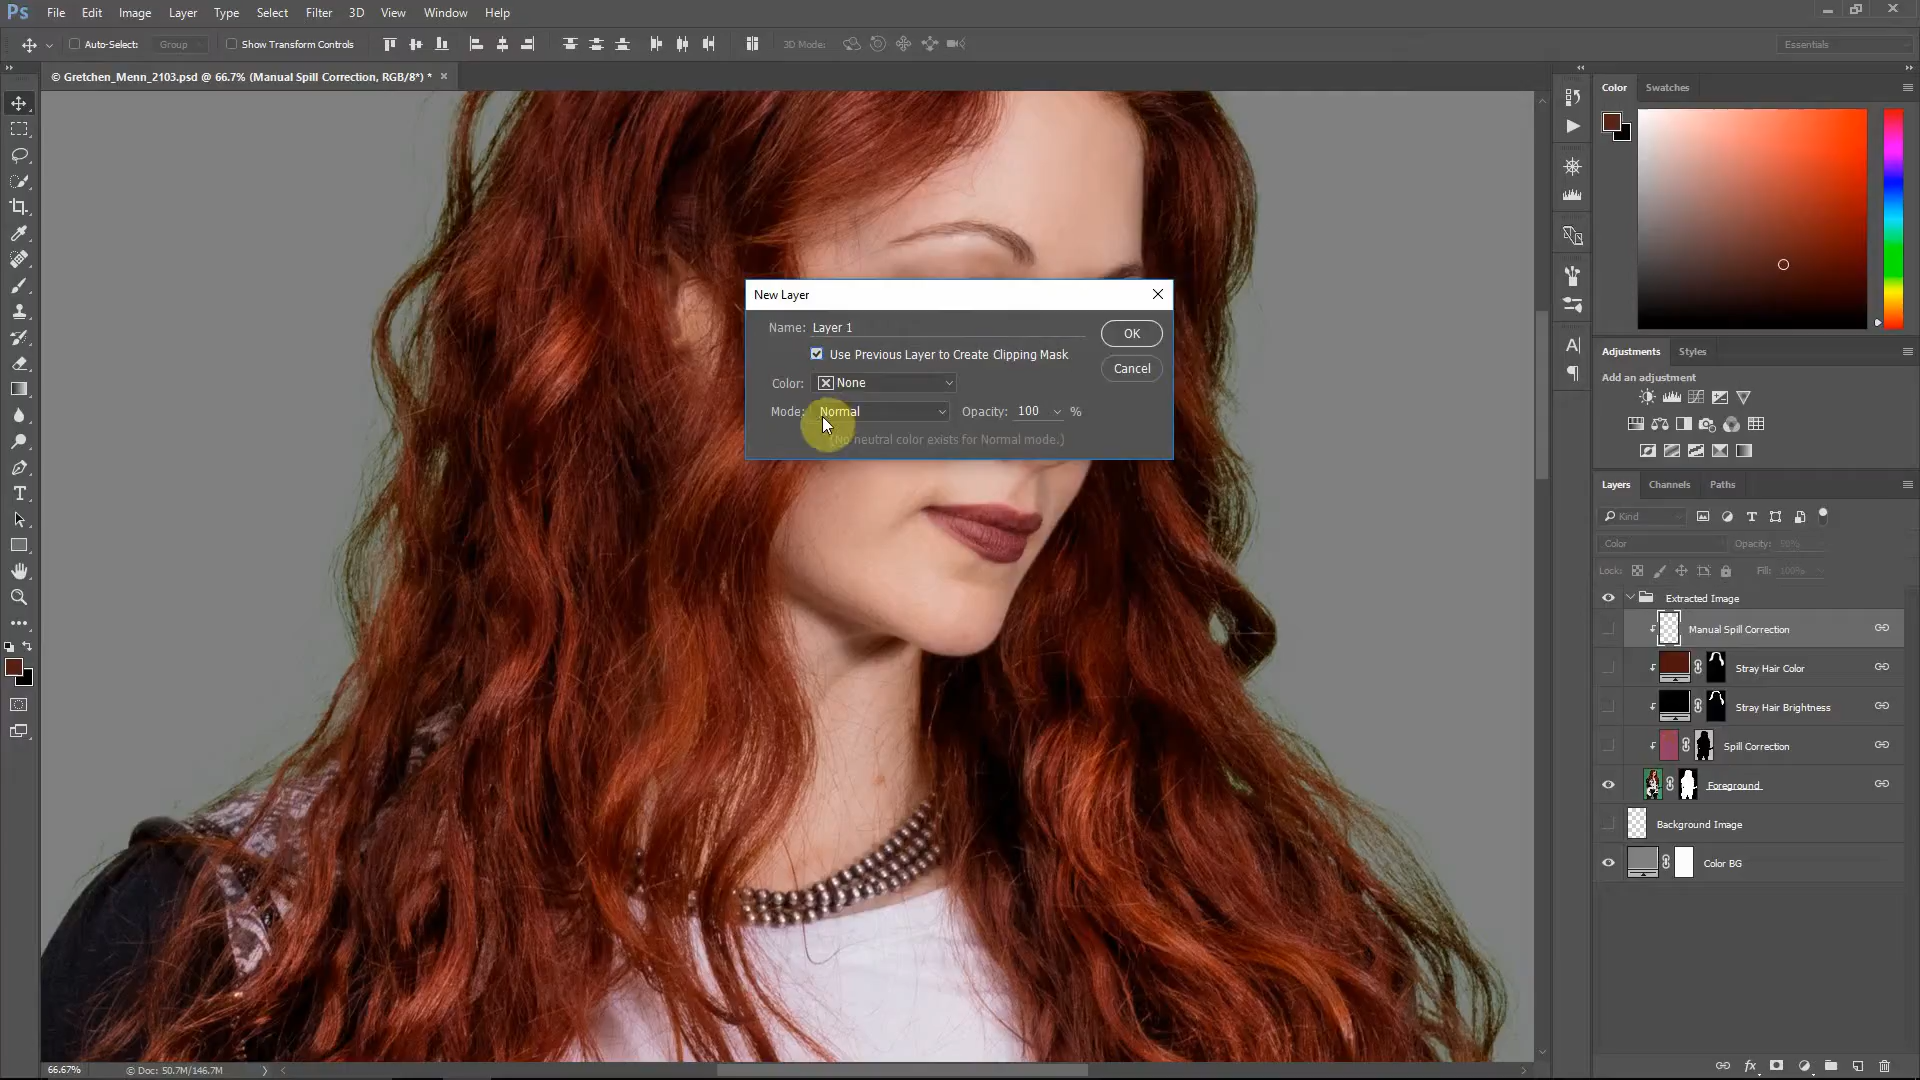 Ps File Edit Image Layer Type Select Filter 3D View Window Help
Auto-Select: Group Show Transform Controls 3D Mode: Essentials
© Gretchen_Menn_2103.psd @ 66.7% (Manual Spill Correction, RGB/8*) *
Color Swatches
New Layer
Name: Layer 1
OK
Use Previous Layer to Create Clipping Mask
Cancel
Color: None
Mode: Normal Opacity: 100 %
(No neutral color exists for Normal mode.)
Adjustments Styles
Add an adjustment
Layers Channels Paths
Kind
Color Opacity: 50%
Lock: Fill: 100%
Extracted Image
Manual Spill Correction
Stray Hair Color
Stray Hair Brightness
Spill Correction
Foreground
Background Image
Color BG
66.67% Doc: 50.7M/146.7M